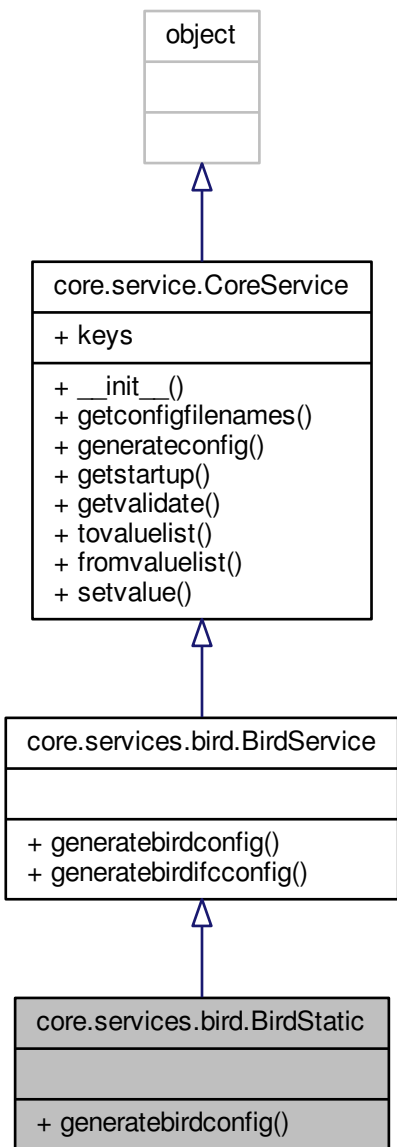 object
core.service.CoreService
+ keys
+ __init__()
+ getconfigfilenames()
+ generateconfig()
+ getstartup()
+ getvalidate()
+ tovaluelist()
+ fromvaluelist()
+ setvalue()
core.services.bird.BirdService
+ generatebirdconfig()
+ generatebirdifcconfig()
core.services.bird.BirdStatic
+ generatebirdconfig()